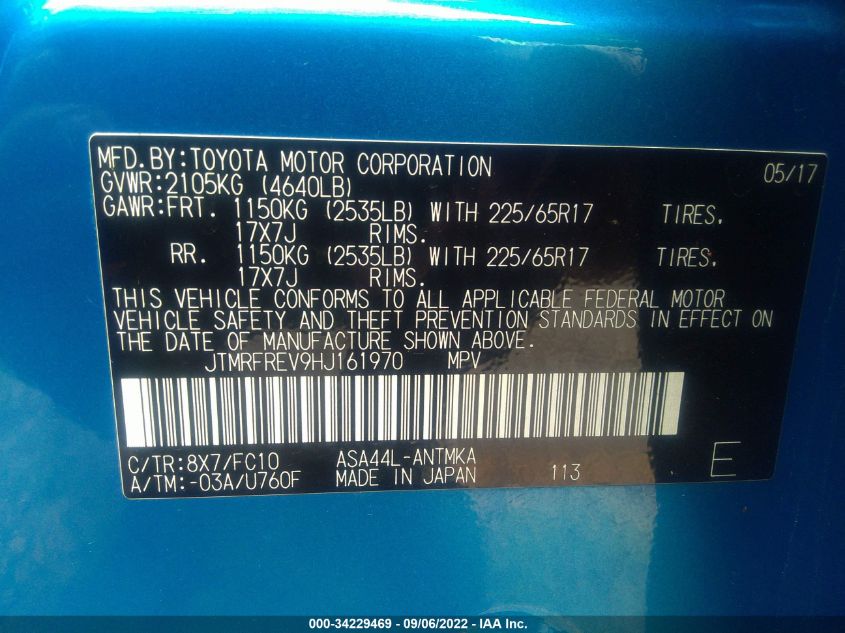 MFD.BY:TOYOTA MOTOR CORPORATION 05/17
GVWR:2105KG (4640LB)
GAWR:FRT. 1150KG (2535LB) WITH 225/65R17 TIRES.
17X7J RIMS.
RR. 1150KG (2535LB) WITH 225/65R17 TIRES.
17X7J RIMS.
THIS VEHICLE CONFORMS TO ALL APPLICABLE FEDERAL MOTOR
VEHICLE SAFETY AND THEFT PREVENTION STANDARDS IN EFFECT ON
THE DATE OF MANUFACTURE SHOWN ABOVE.
JTMRFREV9HJ161970 MPV
C/TR:8X7/FC10 ASA44L-ANTMKA
A/TM:-03A/U760F MADE IN JAPAN 113 E
000-34229469 - 09/06/2022 - IAA Inc.